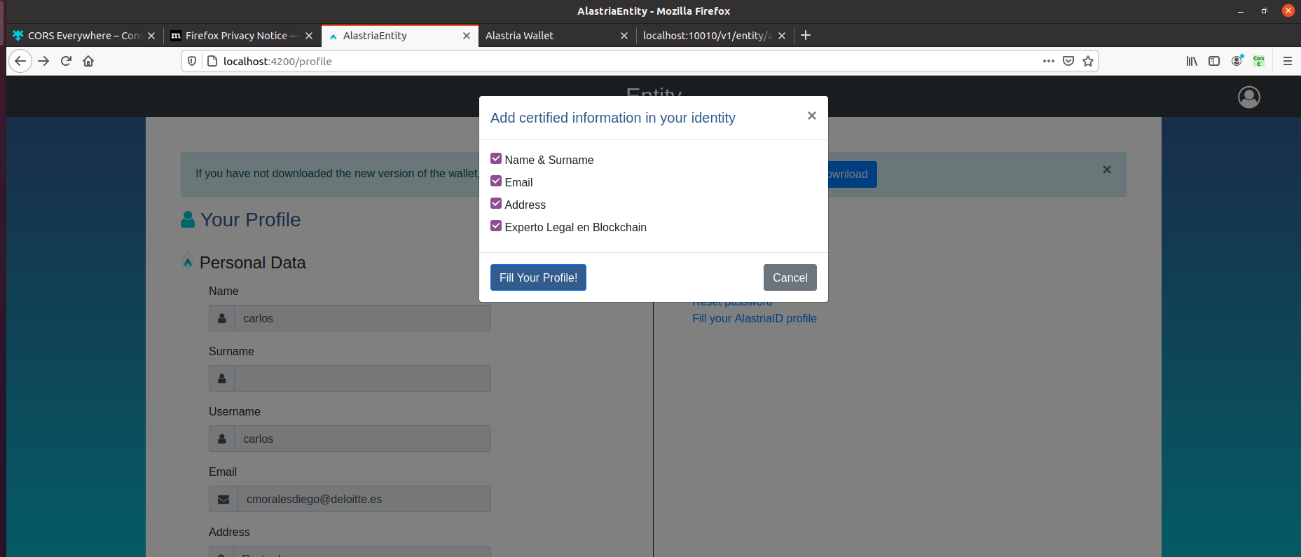 AlastriaEntity - Mozilla Firefox
CORS Everywhere – Con
Firefox Privacy Notice —
AlastriaEntity
Alastria Wallet
localhost:10010/v1/entity/a
localhost:4200/profile
Cors
E
Entity
Add certified information in your identity
Name & Surname
Email
Address
Experto Legal en Blockchain
Fill Your Profile!
Cancel
If you have not downloaded the new version of the wallet,
ownload
Your Profile
Personal Data
Name
carlos
Surname
Username
carlos
Email
cmoralesdiego@deloitte.es
Address
Reset password
Fill your AlastriaID profile